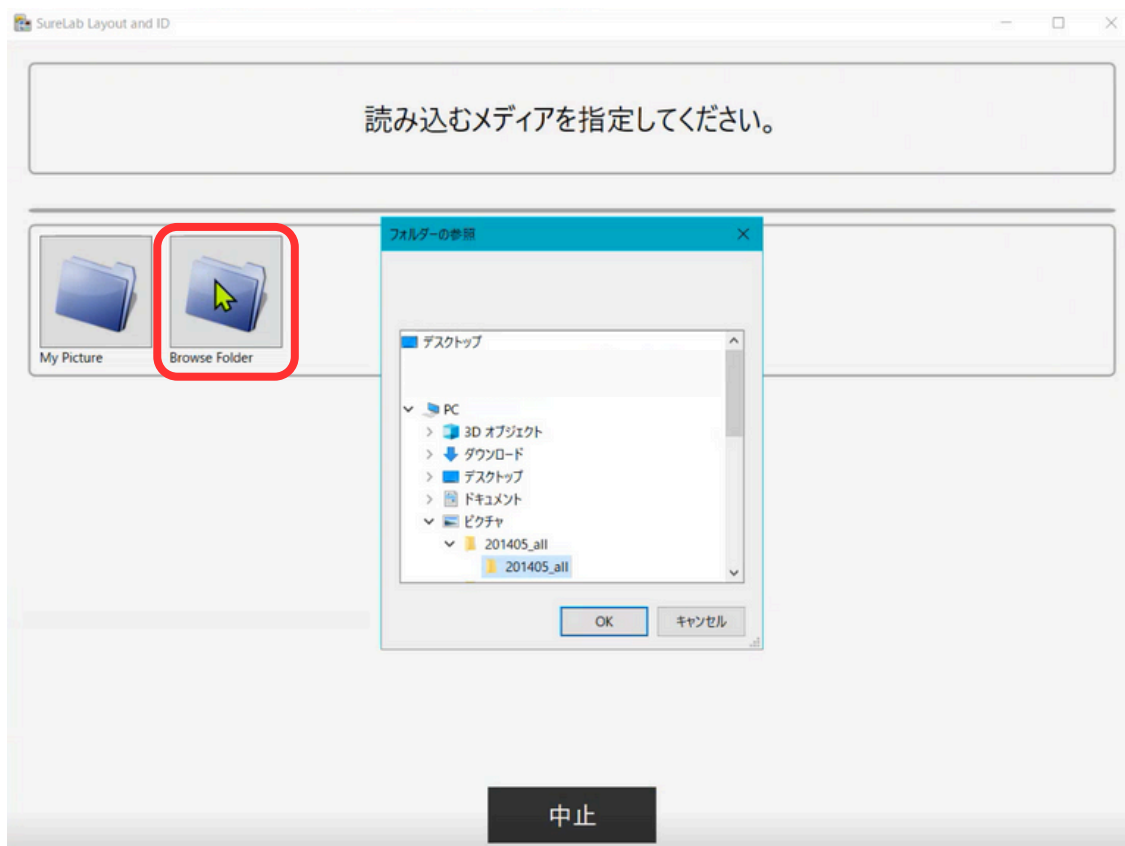 SureLab Layout and ID
読み込むメディアを指定してください。
My Picture
Browse Folder
フォルダーの参照
デスクトップ
PC
3D オブジェクト
ダウンロード
デスクトップ
ドキュメント
ピクチャ
201405_all
201405_all
OK
キャンセル
中止